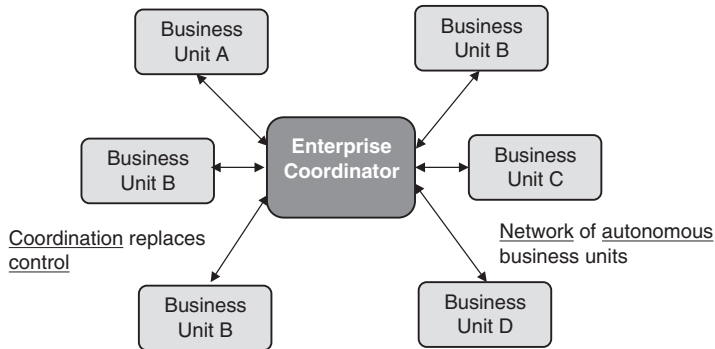 Business
Unit A
Business
Unit B
Enterprise
Coordinator
Business
Unit B
Business
Unit C
Coordination replaces
control
Network of autonomous
business units
Business
Unit B
Business
Unit D